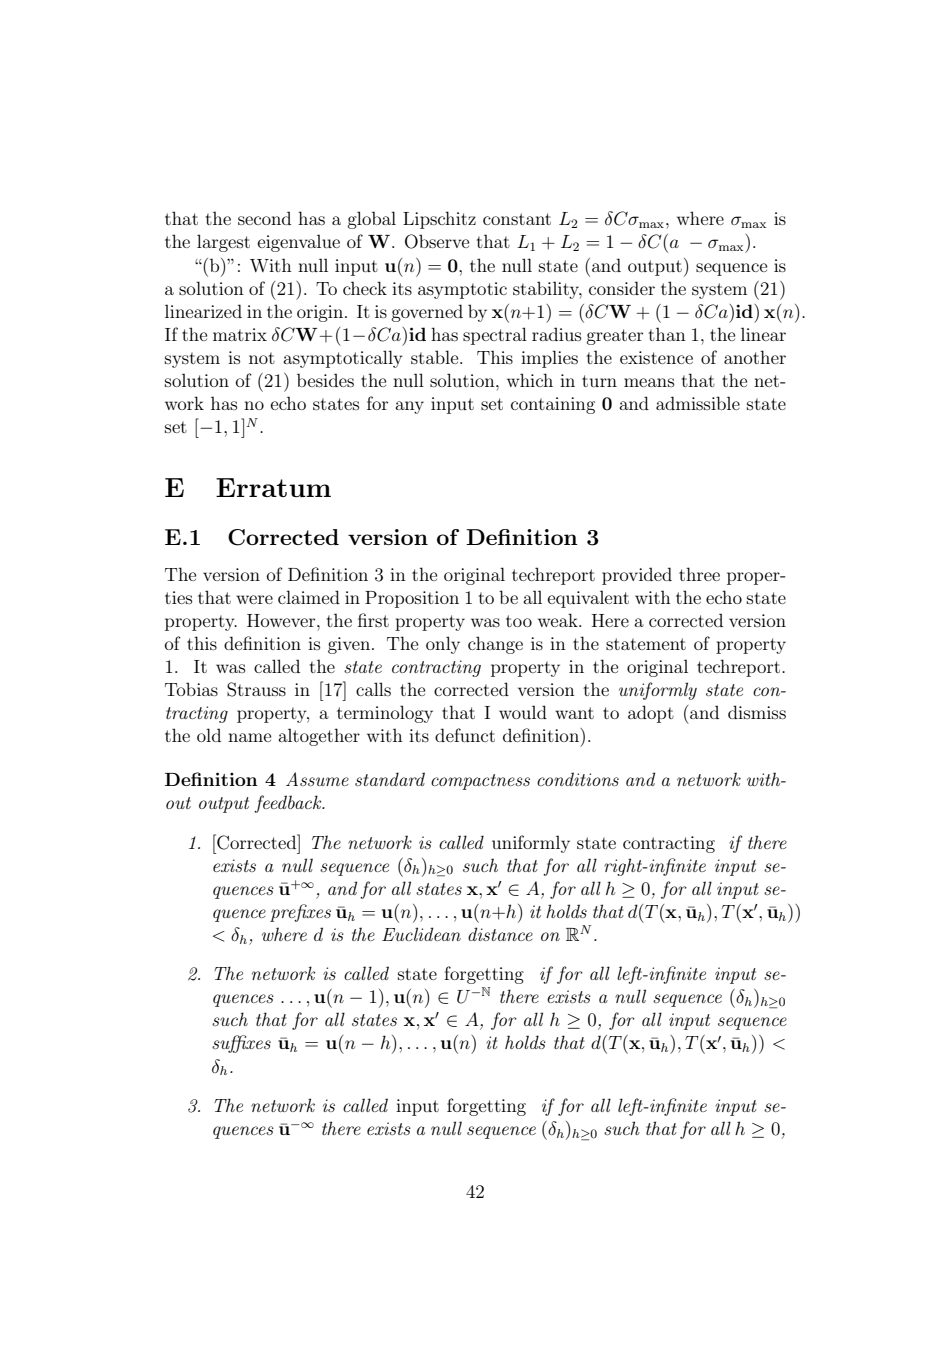 that the second has a global Lipschitz constant L₂ = δCσmax, where σmax is
the largest eigenvalue of W. Observe that L₁ + L₂ = 1 − δC(a − σmax).
“(b)”: With null input u(n) = 0, the null state (and output) sequence is
a solution of (21). To check its asymptotic stability, consider the system (21)
linearized in the origin. It is governed by x(n+1) = (δCW + (1 − δCa)id) x(n).
If the matrix δCW+(1−δCa)id has spectral radius greater than 1, the linear
system is not asymptotically stable. This implies the existence of another
solution of (21) besides the null solution, which in turn means that the net-
work has no echo states for any input set containing 0 and admissible state
set [−1, 1]ᴺ.
E Erratum
E.1 Corrected version of Definition 3
The version of Definition 3 in the original techreport provided three proper-
ties that were claimed in Proposition 1 to be all equivalent with the echo state
property. However, the first property was too weak. Here a corrected version
of this definition is given. The only change is in the statement of property
1. It was called the state contracting property in the original techreport.
Tobias Strauss in [17] calls the corrected version the uniformly state con-
tracting property, a terminology that I would want to adopt (and dismiss
the old name altogether with its defunct definition).
Definition 4 Assume standard compactness conditions and a network with-
out output feedback.
1. [Corrected] The network is called uniformly state contracting if there
exists a null sequence (δₕ)ₕ≥₀ such that for all right-infinite input se-
quences ū⁺∞, and for all states x, x′ ∈ A, for all h ≥ 0, for all input se-
quence prefixes ūₕ = u(n), . . . , u(n+h) it holds that d(T(x, ūₕ), T(x′, ūₕ))
< δₕ, where d is the Euclidean distance on ℝᴺ.
2. The network is called state forgetting if for all left-infinite input se-
quences . . . , u(n − 1), u(n) ∈ U⁻ℕ there exists a null sequence (δₕ)ₕ≥₀
such that for all states x, x′ ∈ A, for all h ≥ 0, for all input sequence
suffixes ūₕ = u(n − h), . . . , u(n) it holds that d(T(x, ūₕ), T(x′, ūₕ)) <
δₕ.
3. The network is called input forgetting if for all left-infinite input se-
quences ū⁻∞ there exists a null sequence (δₕ)ₕ≥₀ such that for all h ≥ 0,
42